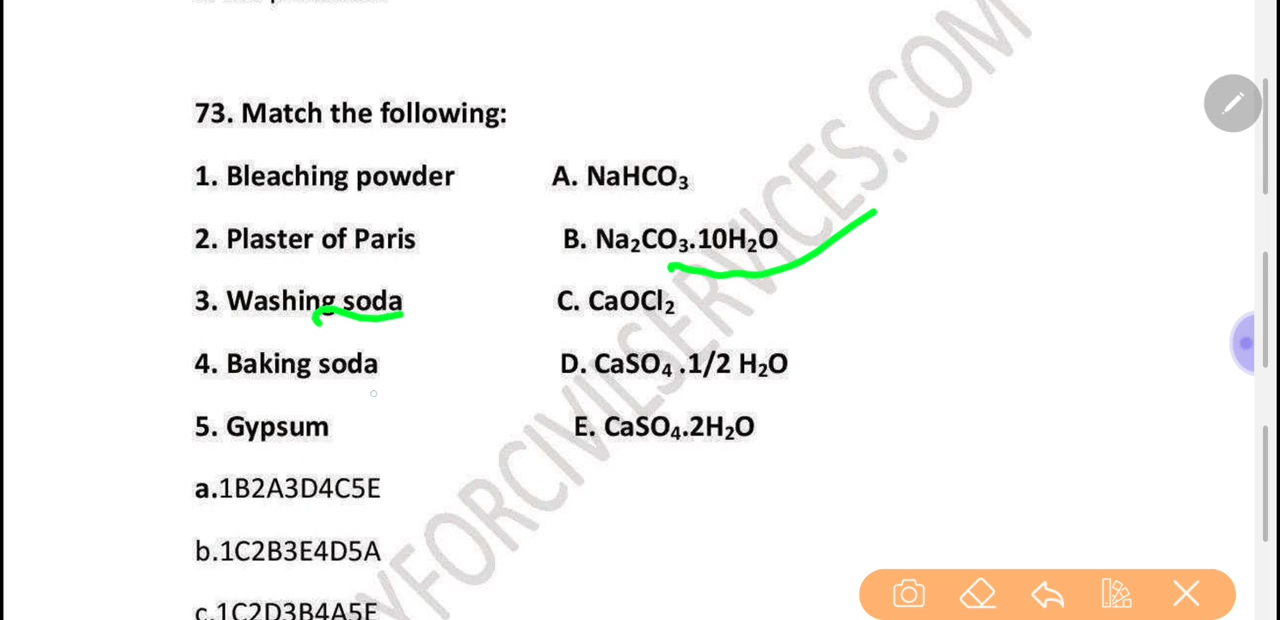 73. Match the following:
1. Bleaching powder A. NaHCO₃
2. Plaster of Paris B. Na₂CO₃.10H₂O
3. Washing soda C. CaOCl₂
4. Baking soda D. CaSO₄ .1/2 H₂O
5. Gypsum E. CaSO₄.2H₂O
a.1B2A3D4C5E
b.1C2B3E4D5A
c.1C2D3B4A5E
YFORCIVILSERVICES.COM